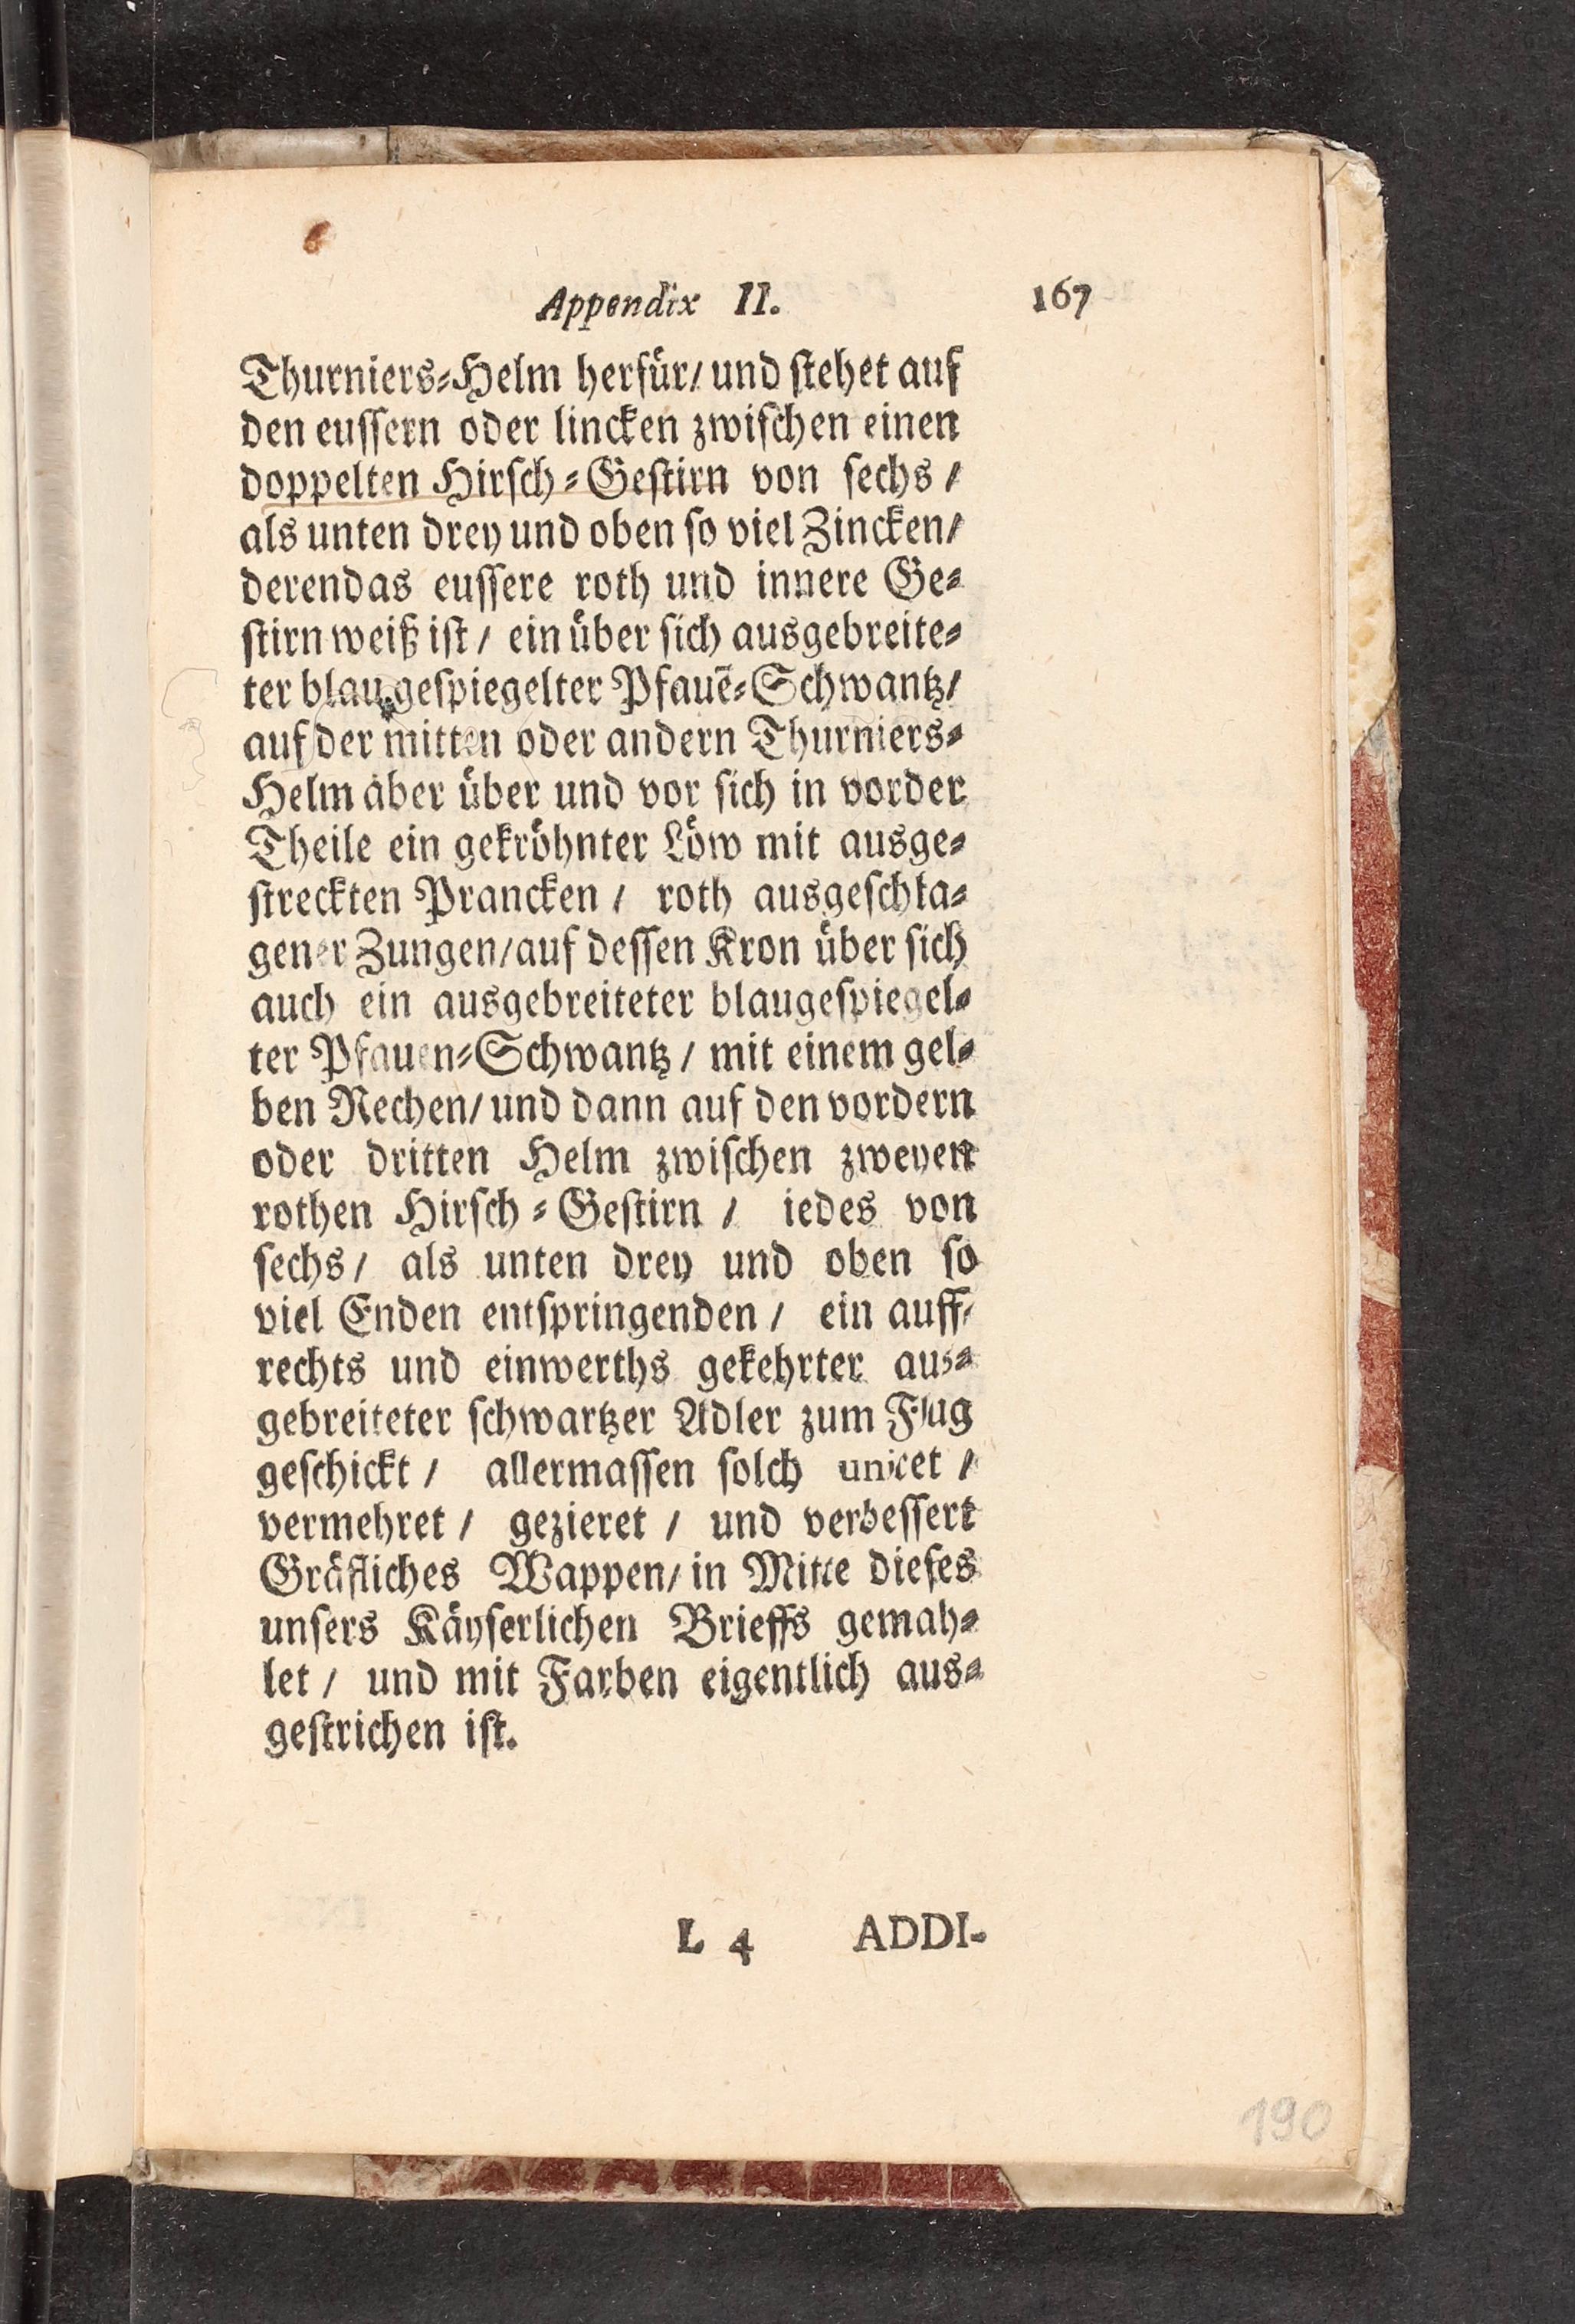 Appendix II. 167
Thurniers-Helm herfür/ und stehet auf
den eussern oder lincken zwischen einen
doppelten Hirsch-Gestirn von sechs /
als unten drey und oben so viel Zincken/
derendas eussere roth und innere Ge-
stirn weiß ist / ein über sich ausgebreite-
ter blau gespiegelter Pfauē-Schwantz/
auf der mitten oder andern Thurniers-
Helm aber über und vor sich in vorder
Theile ein gekröhnter Löw mit ausge-
streckten Prancken / roth ausgeschla-
gener Zungen/auf dessen Kron über sich
auch ein ausgebreiteter blaugespiegel-
ter Pfauen-Schwantz / mit einem gel-
ben Rechen/ und dann auf den vordern
oder dritten Helm zwischen zweyen
rothen Hirsch-Gestirn / iedes von
sechs / als unten drey und oben so
viel Enden entspringenden / ein auff-
rechts und einwerths gekehrter aus-
gebreiteter schwartzer Adler zum Flug
geschickt / allermassen solch uniret /
vermehret / gezieret / und verbessert
Gräfliches Wappen/ in Mitte dieses
unsers Käyserlichen Brieffs gemah-
let / und mit Farben eigentlich aus-
gestrichen ist.
L 4 ADDI-
190